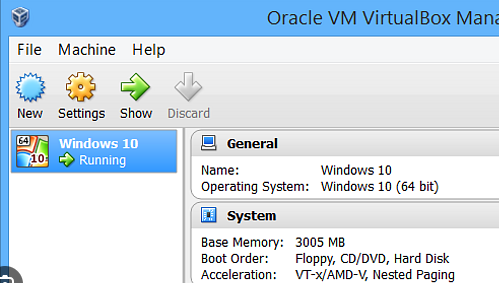 Oracle VM VirtualBox Mana
File Machine Help
New Settings Show Discard
64 Windows 10
10 Running
General
Name: Windows 10
Operating System: Windows 10 (64 bit)
System
Base Memory: 3005 MB
Boot Order: Floppy, CD/DVD, Hard Disk
Acceleration: VT-x/AMD-V, Nested Paging